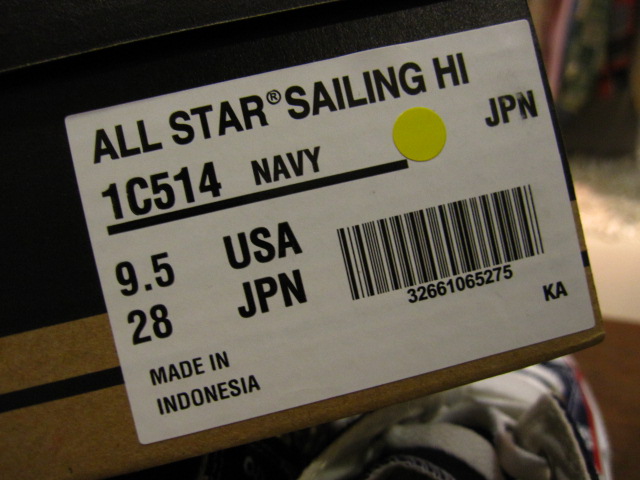 ALL STAR® SAILING HI
JPN
1C514 NAVY
9.5 USA
28 JPN
32661065275
KA
MADE IN
INDONESIA